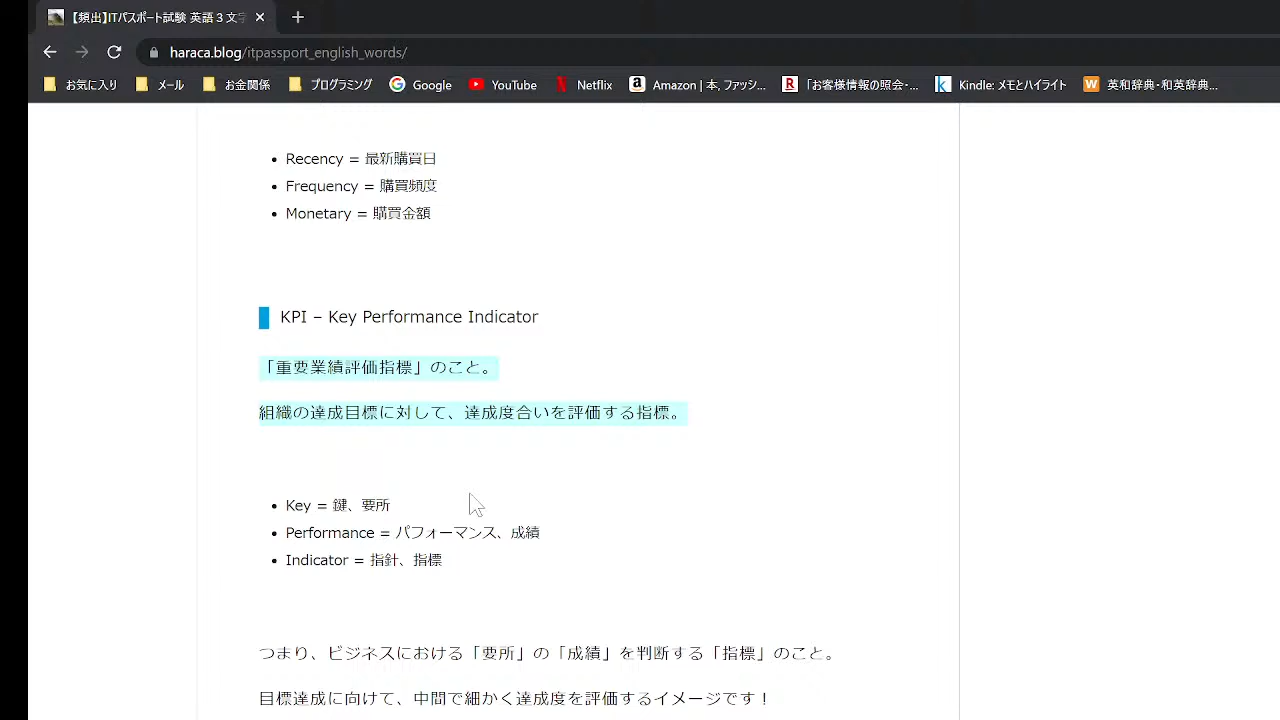 【頻出】ITパスポート試験 英語３文字
haraca.blog/itpassport_english_words/
お気に入り メール お金関係 プログラミング Google YouTube Netflix Amazon | 本, ファッシ... 「お客様情報の照会・... Kindle: メモとハイライト 英和辞典・和英辞典...
• Recency = 最新購買日
• Frequency = 購買頻度
• Monetary = 購買金額
KPI – Key Performance Indicator
「重要業績評価指標」のこと。
組織の達成目標に対して、達成度合いを評価する指標。
• Key = 鍵、要所
• Performance = パフォーマンス、成績
• Indicator = 指針、指標
つまり、ビジネスにおける「要所」の「成績」を判断する「指標」のこと。
目標達成に向けて、中間で細かく達成度を評価するイメージです！